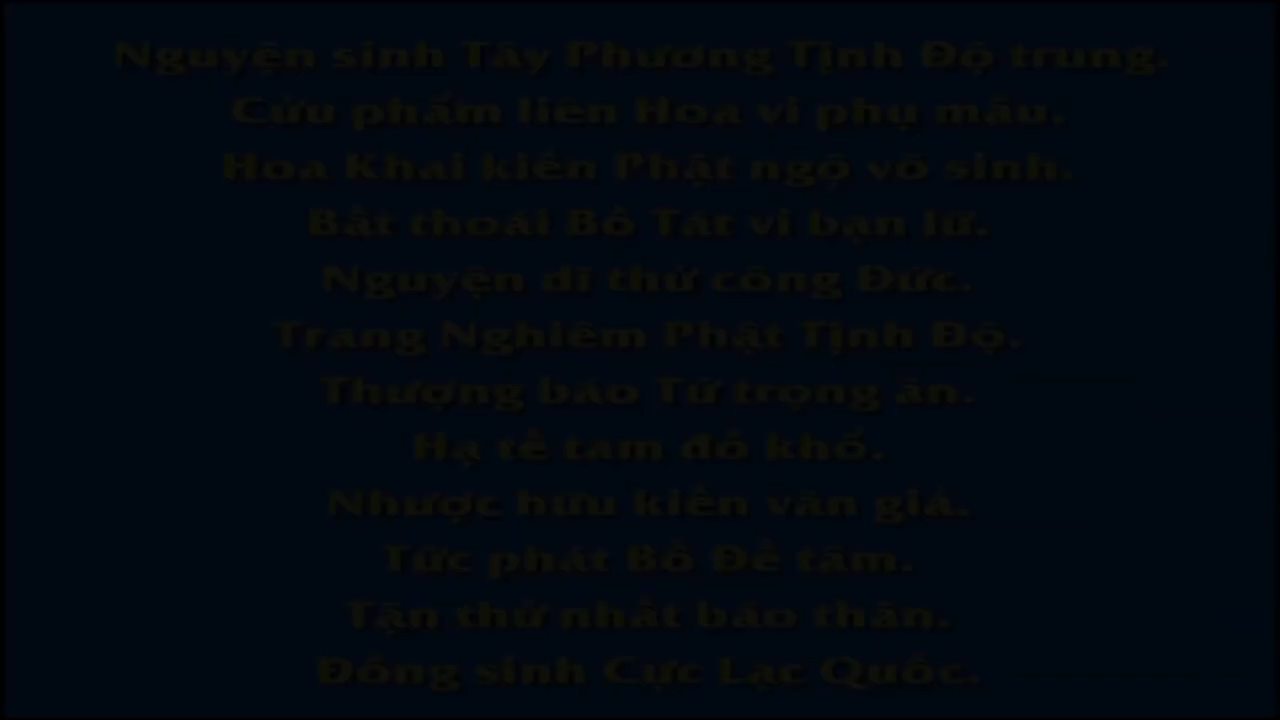 Nguyện sinh Tây Phương Tịnh Độ trung.
Cửu phẩm liên Hoa vi phụ mẫu.
Hoa Khai kiến Phật ngộ vô sinh.
Bất thoái Bồ Tát vi bạn lữ.
Nguyện dĩ thử công Đức.
Trang Nghiêm Phật Tịnh Độ.
Thượng báo Tứ trọng ân.
Hạ tế tam đồ khổ.
Nhược hữu kiến văn giả.
Tức phát Bồ Đề tâm.
Tận thử nhất báo thân.
Đồng sinh Cực Lạc Quốc.